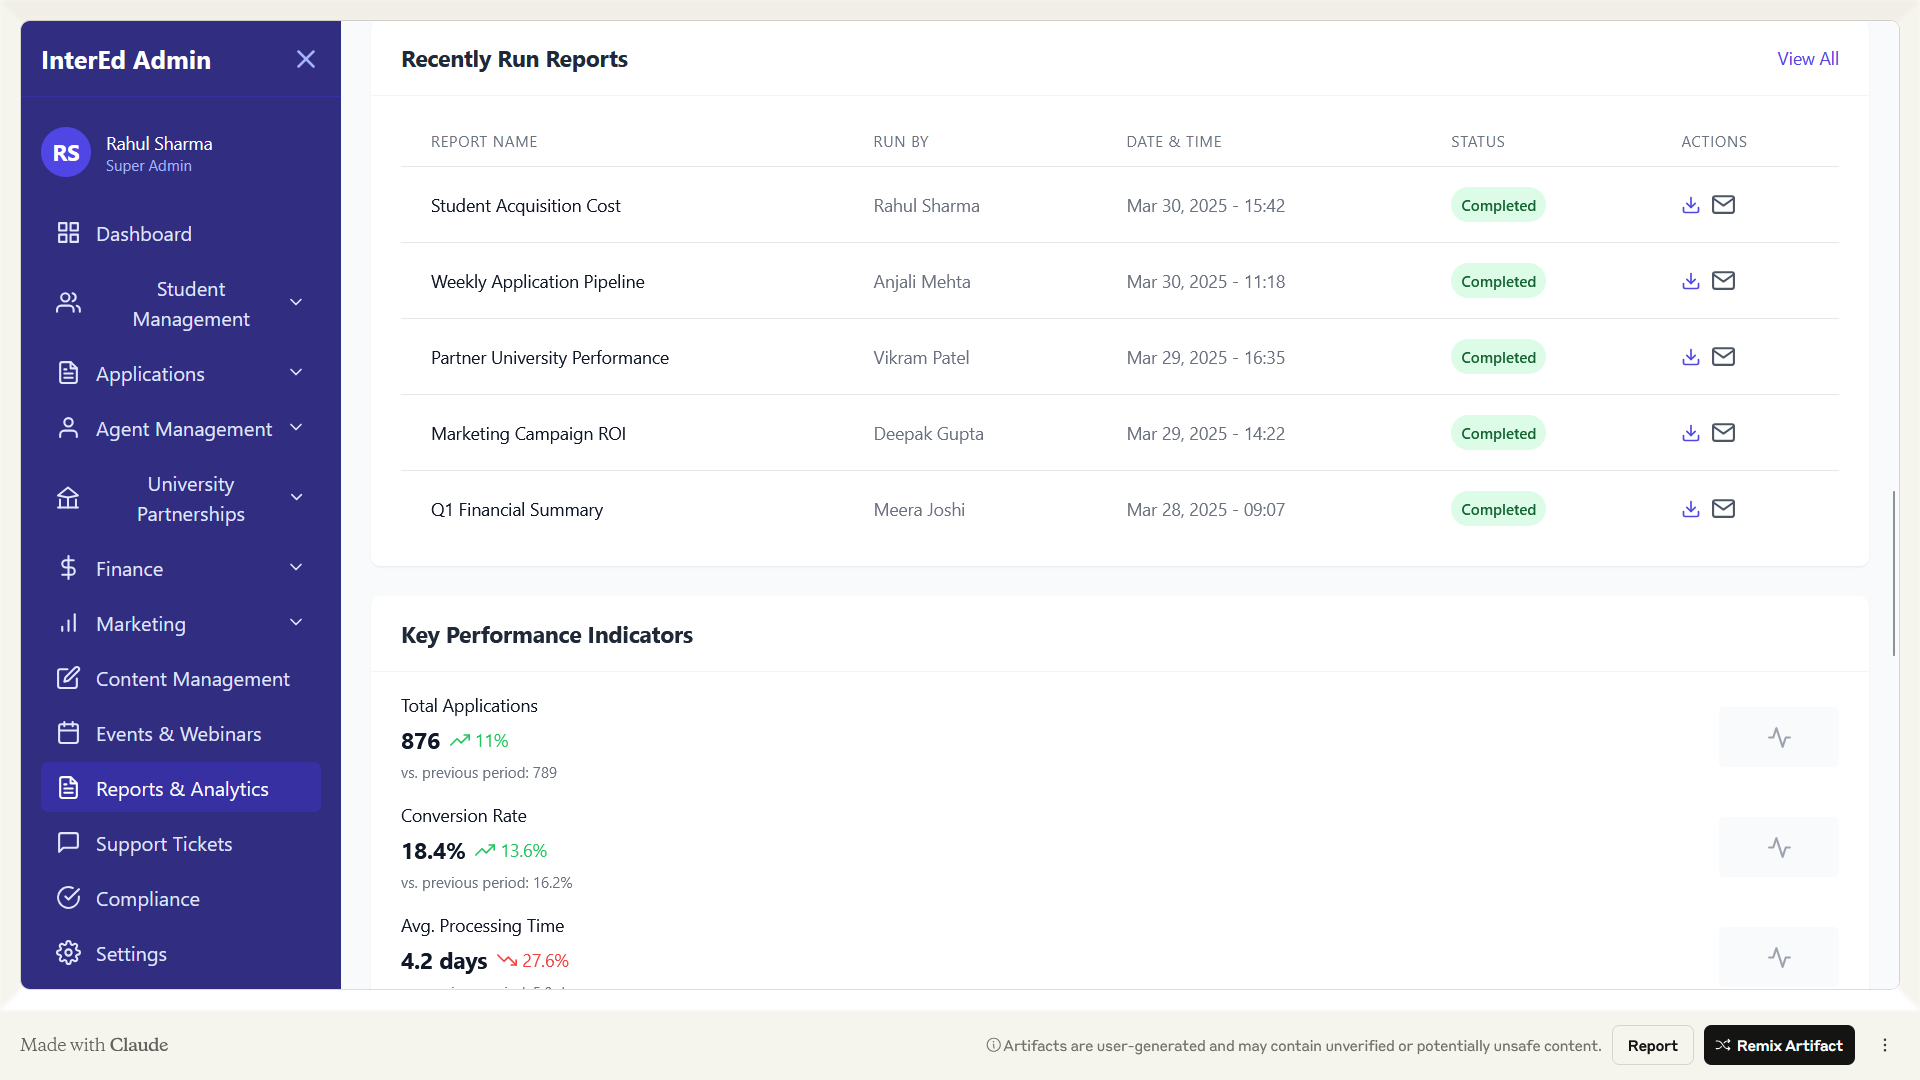 InterEd Admin
RS
Rahul Sharma
Super Admin
Dashboard
Student
Management
Applications
Agent Management
University
Partnerships
Finance
Marketing
Content Management
Events & Webinars
Reports & Analytics
Support Tickets
Compliance
Settings
Recently Run Reports
View All
REPORT NAME RUN BY DATE & TIME STATUS ACTIONS
Student Acquisition Cost Rahul Sharma Mar 30, 2025 - 15:42 Completed
Weekly Application Pipeline Anjali Mehta Mar 30, 2025 - 11:18 Completed
Partner University Performance Vikram Patel Mar 29, 2025 - 16:35 Completed
Marketing Campaign ROI Deepak Gupta Mar 29, 2025 - 14:22 Completed
Q1 Financial Summary Meera Joshi Mar 28, 2025 - 09:07 Completed
Key Performance Indicators
Total Applications
876 11%
vs. previous period: 789
Conversion Rate
18.4% 13.6%
vs. previous period: 16.2%
Avg. Processing Time
4.2 days 27.6%
Made with Claude
Artifacts are user-generated and may contain unverified or potentially unsafe content.
Report
Remix Artifact